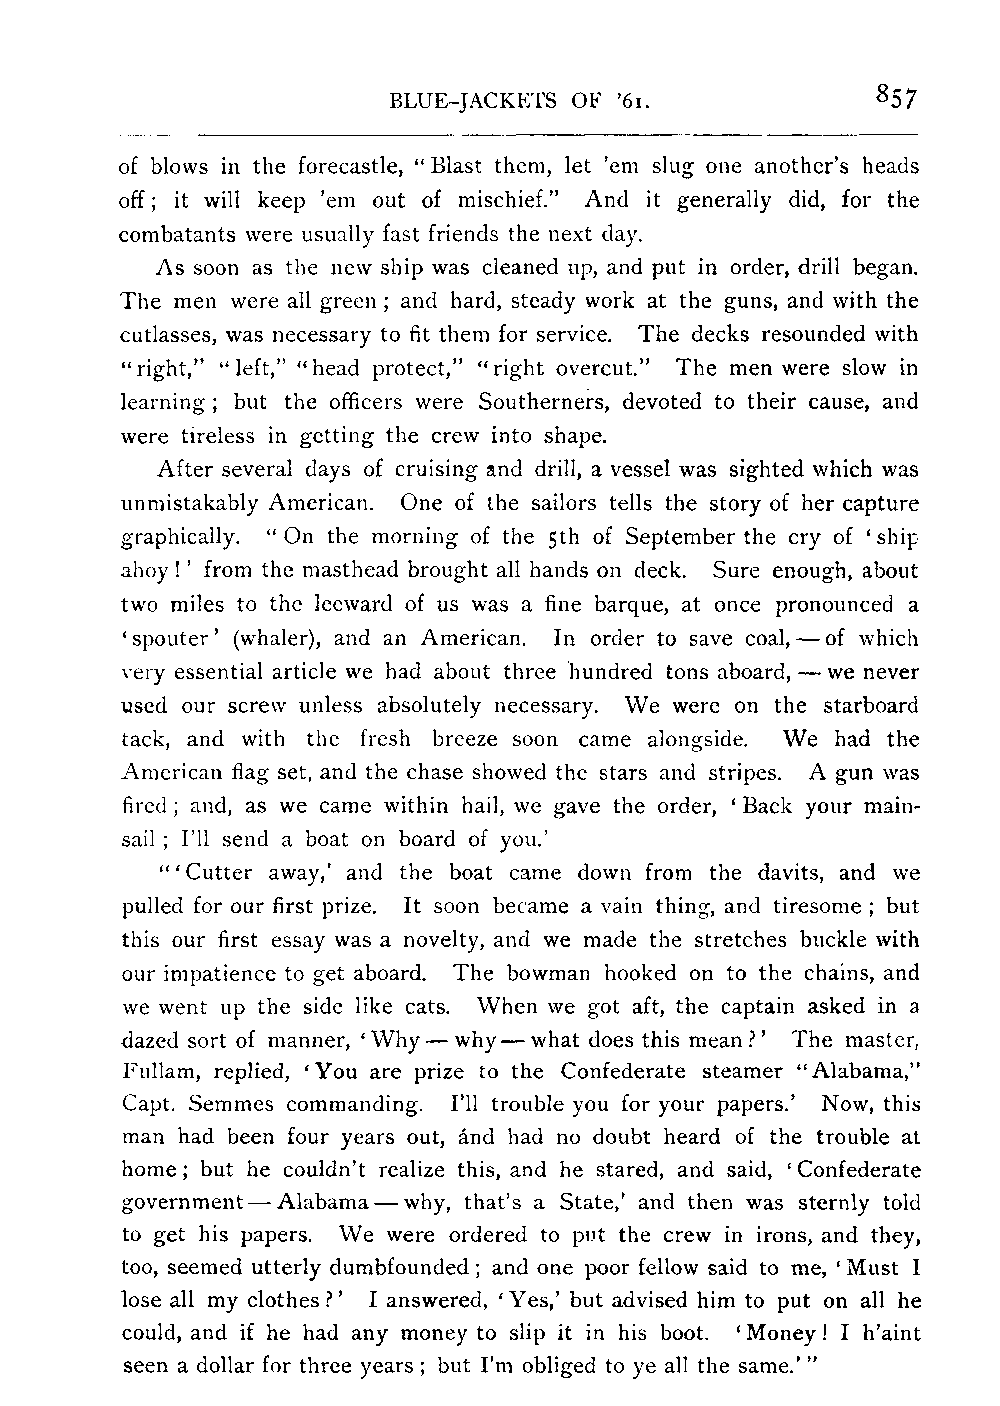 BLUE-JACKETS OF '61. 857
of blows in the forecastle, "Blast them, let 'em slug one another's heads
off; it will keep 'em out of mischief." And it generally did, for the
combatants were usually fast friends the next day.
As soon as the new ship was cleaned up, and put in order, drill began.
The men were all green; and hard, steady work at the guns, and with the
cutlasses, was necessary to fit them for service. The decks resounded with
"right," "left," "head protect," "right overcut." The men were slow in
learning; but the officers were Southerners, devoted to their cause, and
were tireless in getting the crew into shape.
After several days of cruising and drill, a vessel was sighted which was
unmistakably American. One of the sailors tells the story of her capture
graphically. "On the morning of the 5th of September the cry of 'ship
ahoy!' from the masthead brought all hands on deck. Sure enough, about
two miles to the leeward of us was a fine barque, at once pronounced a
'spouter' (whaler), and an American. In order to save coal,—of which
very essential article we had about three hundred tons aboard,—we never
used our screw unless absolutely necessary. We were on the starboard
tack, and with the fresh breeze soon came alongside. We had the
American flag set, and the chase showed the stars and stripes. A gun was
fired; and, as we came within hail, we gave the order, 'Back your main-
sail; I'll send a boat on board of you.'
"'Cutter away,' and the boat came down from the davits, and we
pulled for our first prize. It soon became a vain thing, and tiresome; but
this our first essay was a novelty, and we made the stretches buckle with
our impatience to get aboard. The bowman hooked on to the chains, and
we went up the side like cats. When we got aft, the captain asked in a
dazed sort of manner, 'Why—why—what does this mean?' The master,
Fullam, replied, 'You are prize to the Confederate steamer "Alabama,"
Capt. Semmes commanding. I'll trouble you for your papers.' Now, this
man had been four years out, and had no doubt heard of the trouble at
home; but he couldn't realize this, and he stared, and said, 'Confederate
government—Alabama—why, that's a State,' and then was sternly told
to get his papers. We were ordered to put the crew in irons, and they,
too, seemed utterly dumbfounded; and one poor fellow said to me, 'Must I
lose all my clothes?' I answered, 'Yes,' but advised him to put on all he
could, and if he had any money to slip it in his boot. 'Money! I h'aint
seen a dollar for three years; but I'm obliged to ye all the same.'"